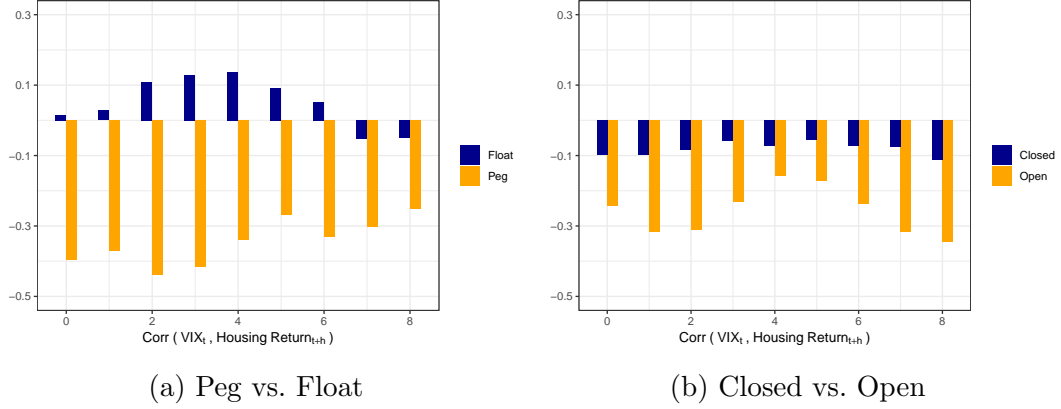 0.3
0.1
−0.1
−0.3
−0.5
0 2 4 6 8
Corr ( VIXt , Housing Returnt+h )
Float
Peg
(a) Peg vs. Float
0.3
0.1
−0.1
−0.3
−0.5
0 2 4 6 8
Corr ( VIXt , Housing Returnt+h )
Closed
Open
(b) Closed vs. Open